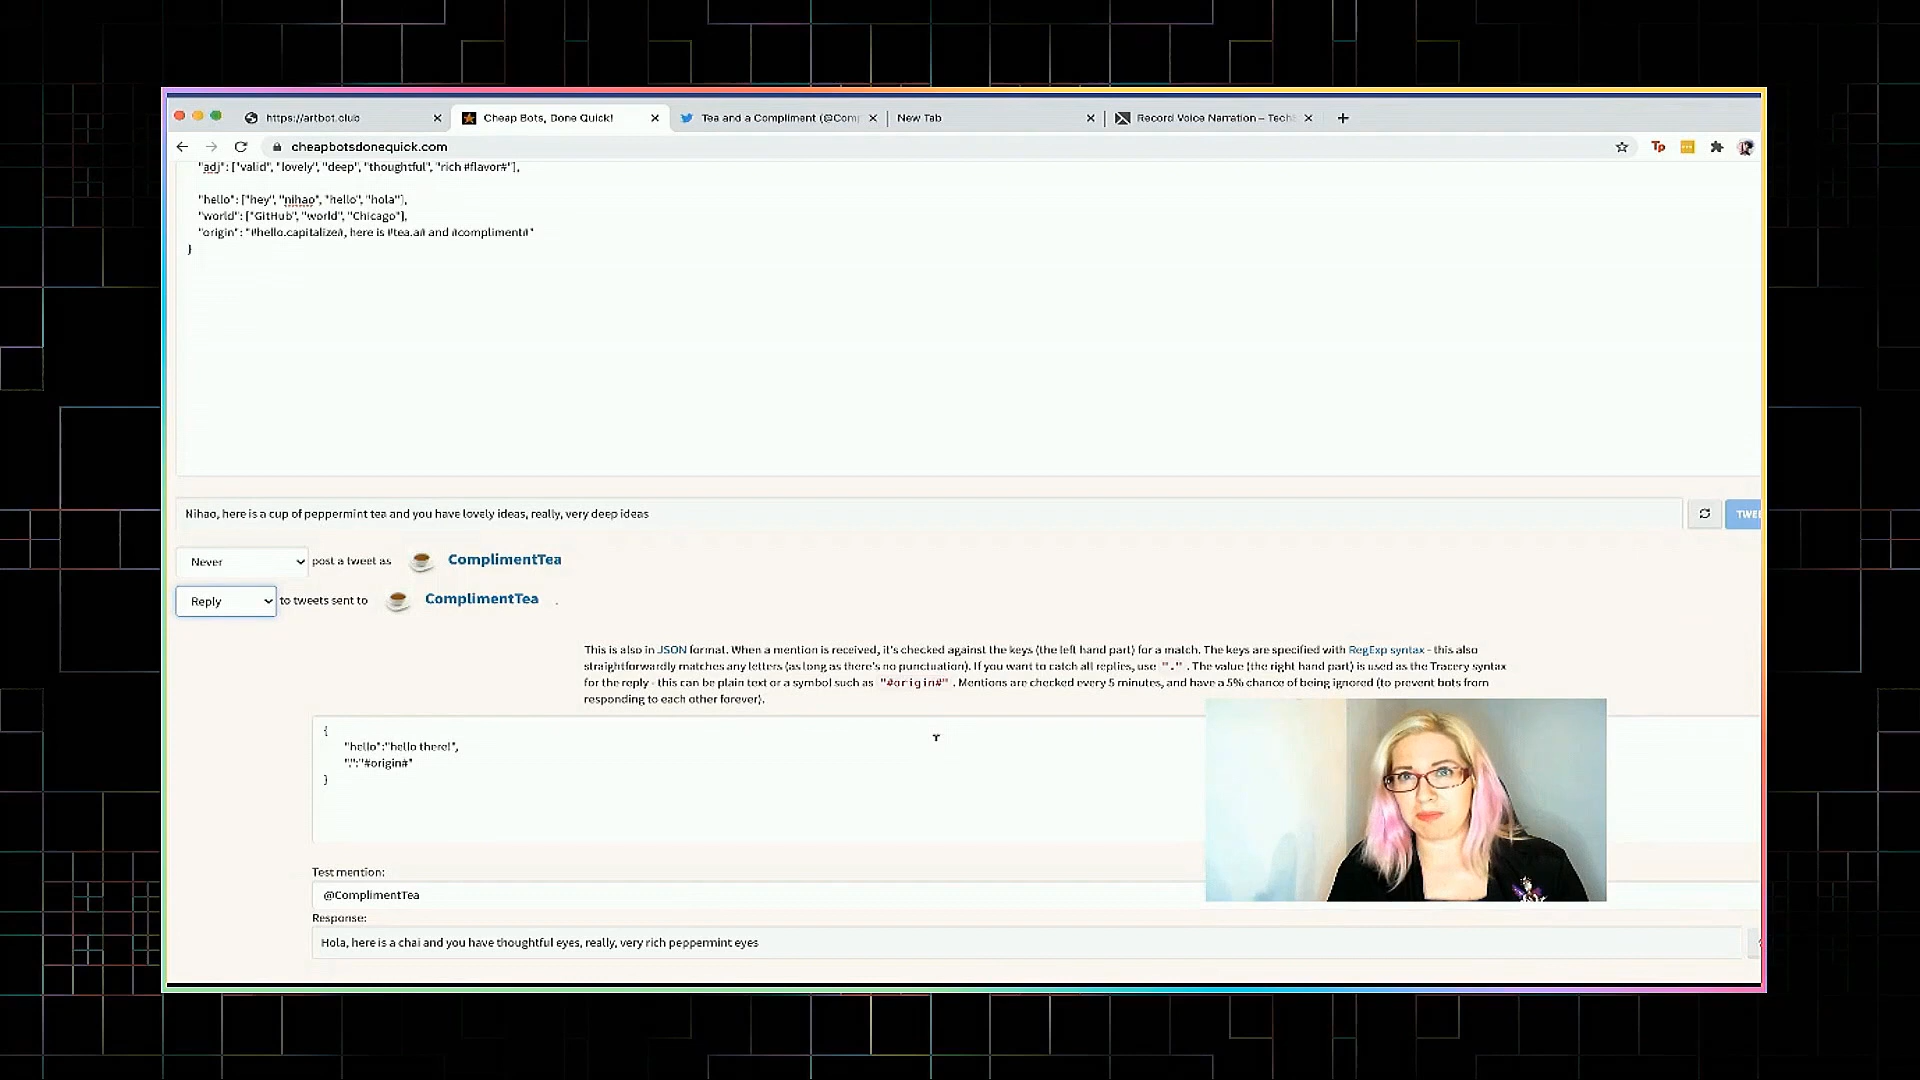 https://artbot.club
Cheap Bots, Done Quick!
Tea and a Compliment (@Com
New Tab
Record Voice Narration – Tech
cheapbotsdonequick.com
Tp
"adj": ["valid", "lovely", "deep", "thoughtful", "rich #flavor#"],
"hello": ["hey", "nihao", "hello", "hola"],
"world": ["GitHub", "world", "Chicago"],
"origin": "#hello.capitalize#, here is #tea.a# and #compliment#"
}
Nihao, here is a cup of peppermint tea and you have lovely ideas, really, very deep ideas
TWEE
Never post a tweet as ComplimentTea
Reply to tweets sent to ComplimentTea .
This is also in JSON format. When a mention is received, it's checked against the keys (the left hand part) for a match. The keys are specified with RegExp syntax - this also
straightforwardly matches any letters (as long as there's no punctuation). If you want to catch all replies, use "." . The value (the right hand part) is used as the Tracery syntax
for the reply - this can be plain text or a symbol such as "#origin#" . Mentions are checked every 5 minutes, and have a 5% chance of being ignored (to prevent bots from
responding to each other forever).
{
"hello":"hello there!",
".":"#origin#"
}
Test mention:
@ComplimentTea
Response:
Hola, here is a chai and you have thoughtful eyes, really, very rich peppermint eyes